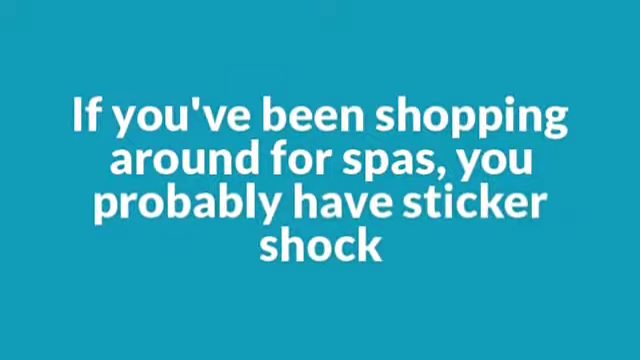 If you've been shopping
around for spas, you
probably have sticker
shock